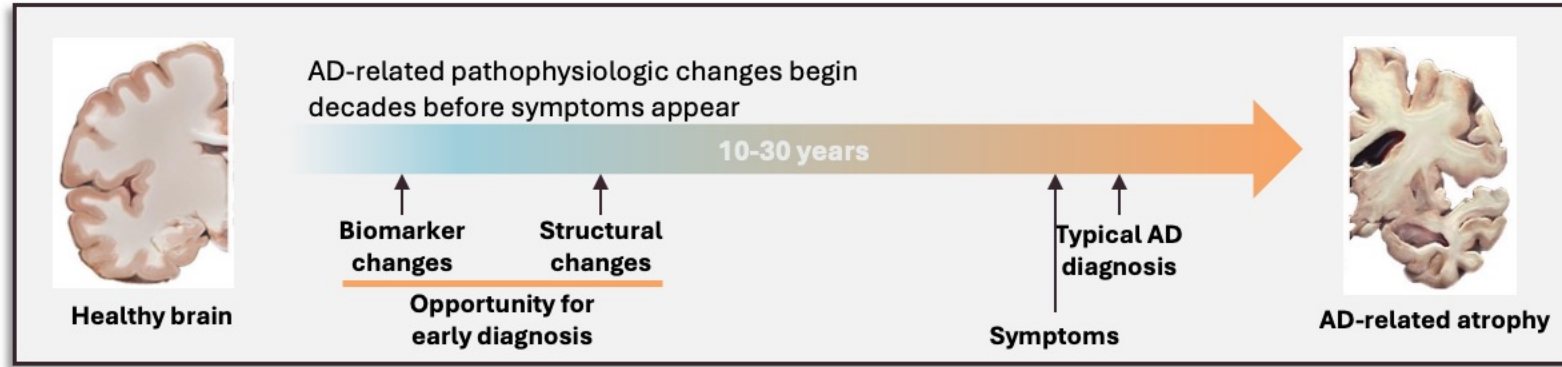 AD-related pathophysiologic changes begin
decades before symptoms appear
10-30 years
Biomarker
changes
Structural
changes
Opportunity for
early diagnosis
Typical AD
diagnosis
Symptoms
Healthy brain
AD-related atrophy